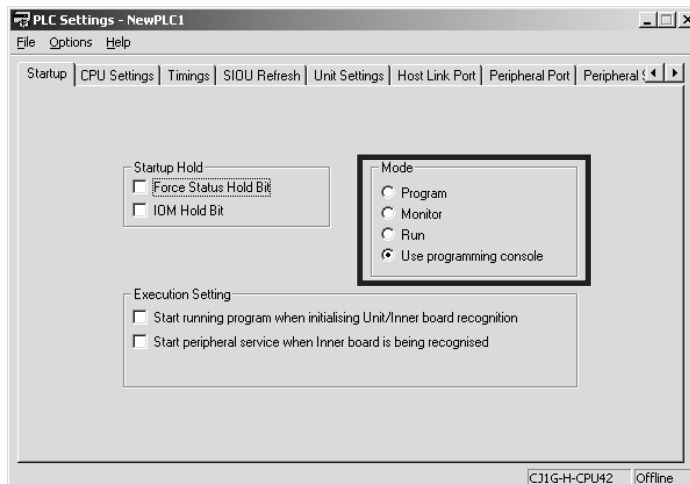 PLC Settings - NewPLC1
File Options Help
Startup CPU Settings Timings SIOU Refresh Unit Settings Host Link Port Peripheral Port Peripheral
Startup Hold
Force Status Hold Bit
IOM Hold Bit
Mode
Program
Monitor
Run
Use programming console
Execution Setting
Start running program when initialising Unit/Inner board recognition
Start peripheral service when Inner board is being recognised
CJ1G-H-CPU42 Offline